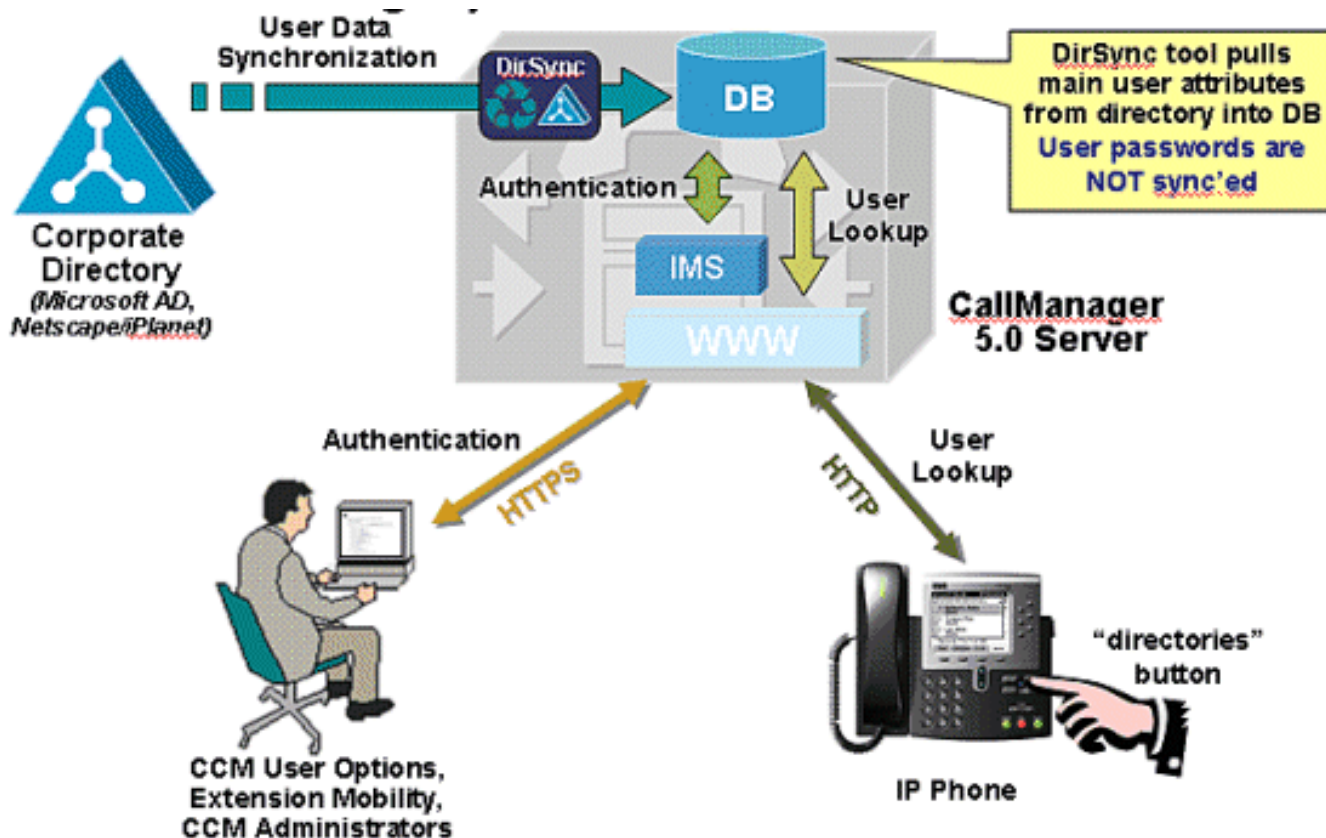 User Data
Synchronization
DirSync
DB
DirSync tool pulls
main user attributes
from directory into DB
User passwords are
NOT sync'ed
Authentication
User
Lookup
IMS
WWW
Corporate
Directory
(Microsoft AD,
Netscape/iPlanet)
CallManager
5.0 Server
Authentication
HTTPS
HTTP
User
Lookup
"directories"
button
CCM User Options,
Extension Mobility,
CCM Administrators
IP Phone